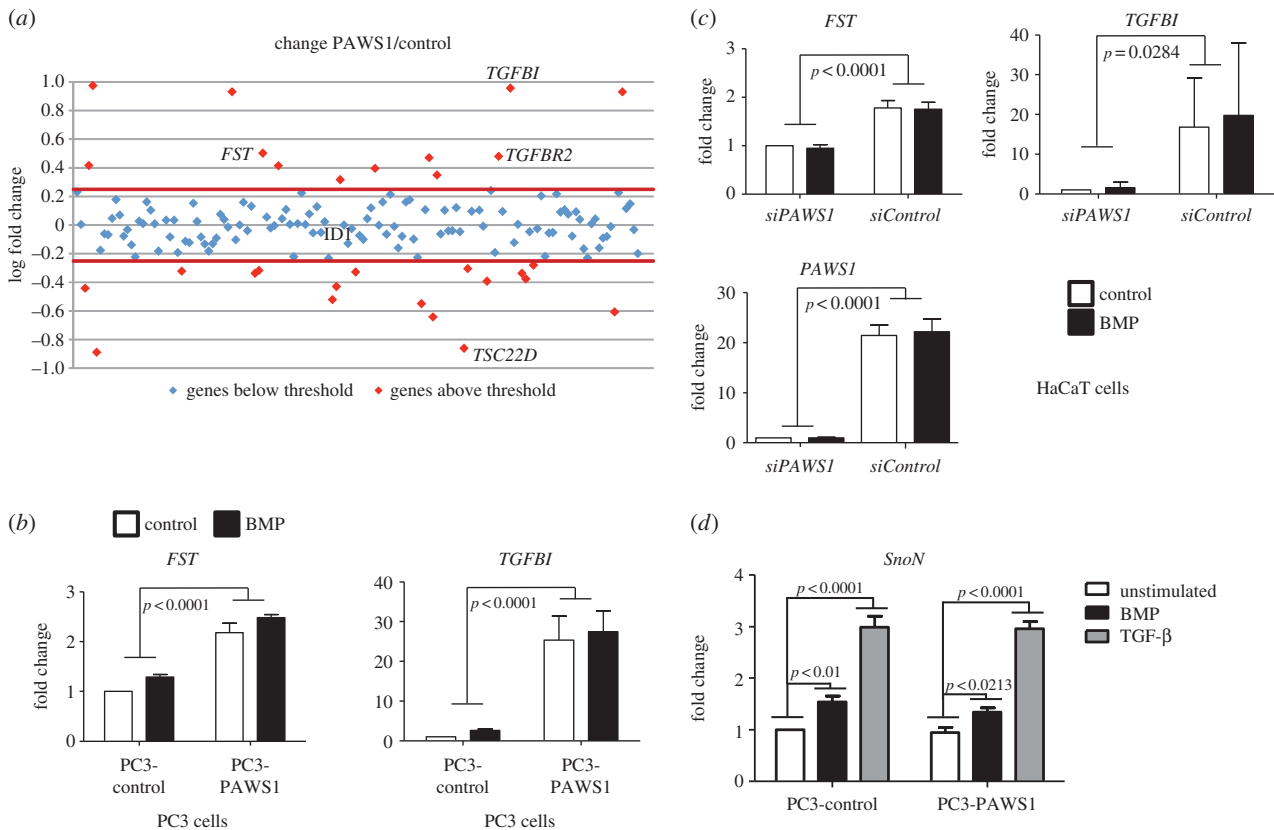 (a)
change PAWS1/control
log fold change
1.0
0.8
0.6
0.4
0.2
0
–0.2
–0.4
–0.6
–0.8
–1.0
TGFBI
FST
TGFBR2
ID1
TSC22D
genes below threshold genes above threshold
(b)
control BMP
FST
fold change
3
2
1
0
p < 0.0001
PC3-
control
PC3-
PAWS1
PC3 cells
TGFBI
fold change
40
30
20
10
0
p < 0.0001
PC3-
control
PC3-
PAWS1
PC3 cells
(c)
FST
fold change
3
2
1
0
p < 0.0001
siPAWS1 siControl
TGFBI
fold change
40
30
20
10
0
p = 0.0284
siPAWS1 siControl
PAWS1
fold change
30
20
10
0
p < 0.0001
siPAWS1 siControl
control
BMP
HaCaT cells
(d)
SnoN
fold change
4
3
2
1
0
p < 0.0001
p < 0.01
p < 0.0001
p < 0.0213
PC3-control PC3-PAWS1
unstimulated
BMP
TGF-β